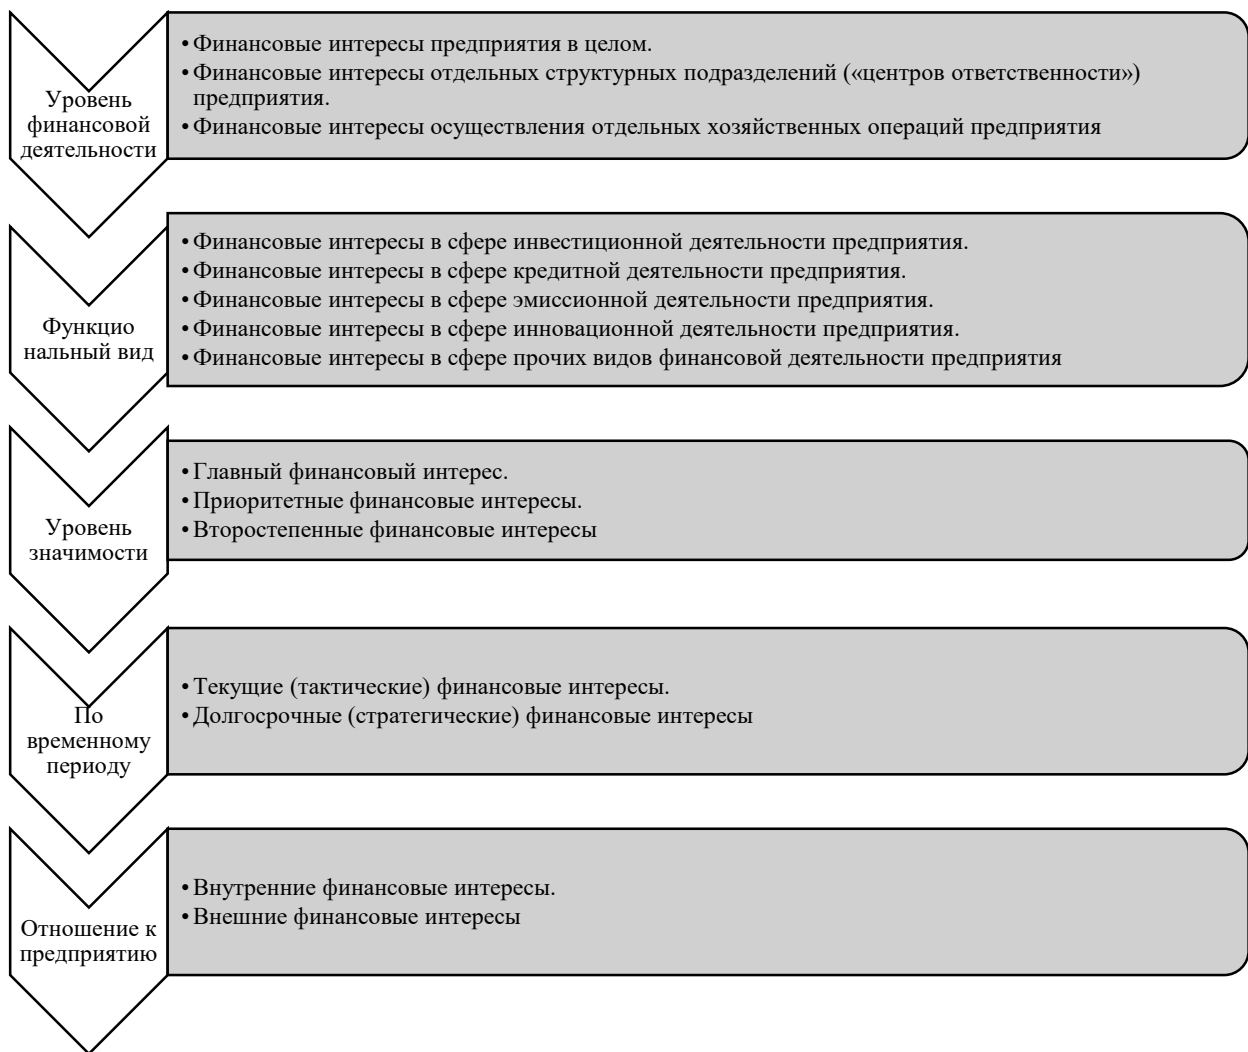 Уровень
финансовой
деятельности
• Финансовые интересы предприятия в целом.
• Финансовые интересы отдельных структурных подразделений («центров ответственности»)
предприятия.
• Финансовые интересы осуществления отдельных хозяйственных операций предприятия
Функцио
нальный вид
• Финансовые интересы в сфере инвестиционной деятельности предприятия.
• Финансовые интересы в сфере кредитной деятельности предприятия.
• Финансовые интересы в сфере эмиссионной деятельности предприятия.
• Финансовые интересы в сфере инновационной деятельности предприятия.
• Финансовые интересы в сфере прочих видов финансовой деятельности предприятия
Уровень
значимости
• Главный финансовый интерес.
• Приоритетные финансовые интересы.
• Второстепенные финансовые интересы
По
временному
периоду
• Текущие (тактические) финансовые интересы.
• Долгосрочные (стратегические) финансовые интересы
Отношение к
предприятию
• Внутренние финансовые интересы.
• Внешние финансовые интересы